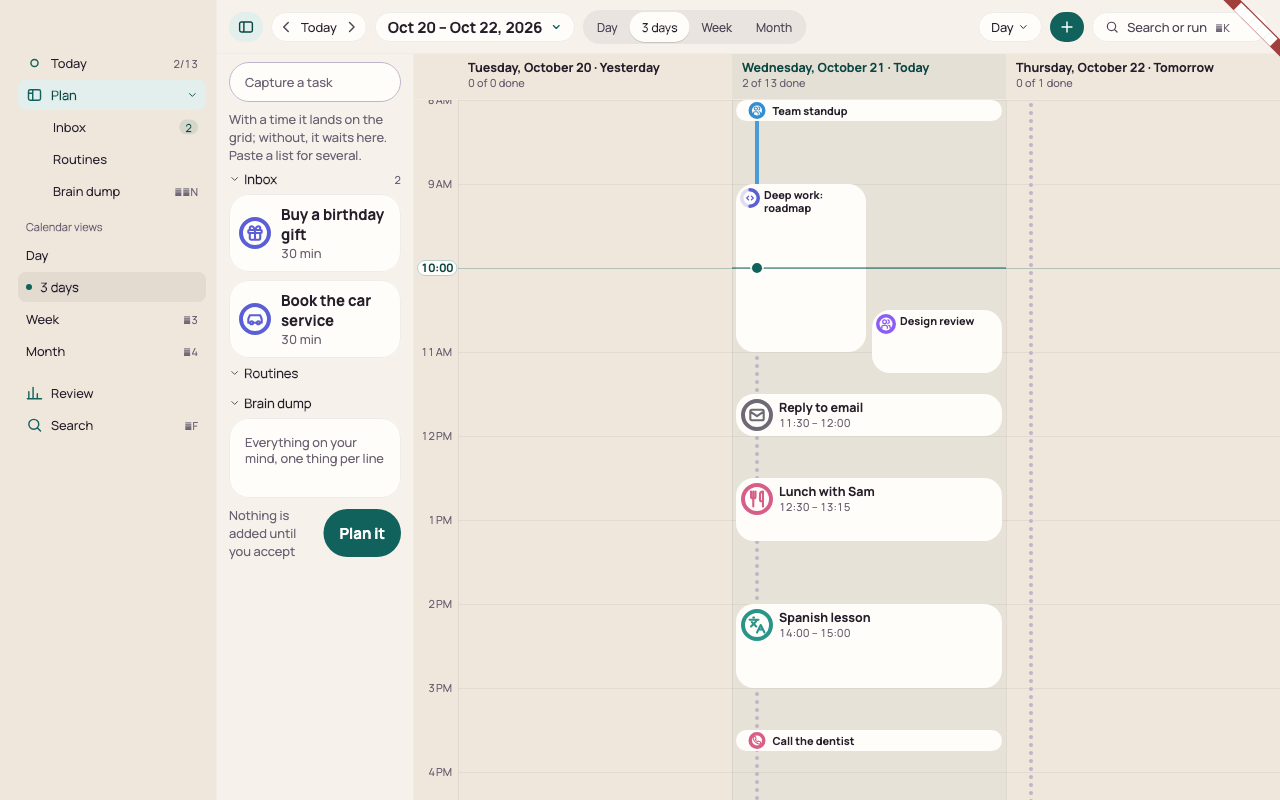 Today
2/13
Plan
Inbox
2
Routines
Brain dump
N
Calendar views
Day
3 days
Week
3
Month
4
Review
Search
F
Today
Oct 20 – Oct 22, 2026
Day
3 days
Week
Month
Day
Search or run
K
Capture a task
With a time it lands on the
grid; without, it waits here.
Paste a list for several.
Inbox
2
Buy a birthday
gift
30 min
Book the car
service
30 min
Routines
Brain dump
Everything on your
mind, one thing per line
Nothing is
added until
you accept
Plan it
Tuesday, October 20 · Yesterday
0 of 0 done
Wednesday, October 21 · Today
2 of 13 done
Thursday, October 22 · Tomorrow
0 of 1 done
8 AM
9 AM
10:00
11 AM
12 PM
1 PM
2 PM
3 PM
4 PM
Team standup
Deep work:
roadmap
Design review
Reply to email
11:30 – 12:00
Lunch with Sam
12:30 – 13:15
Spanish lesson
14:00 – 15:00
Call the dentist